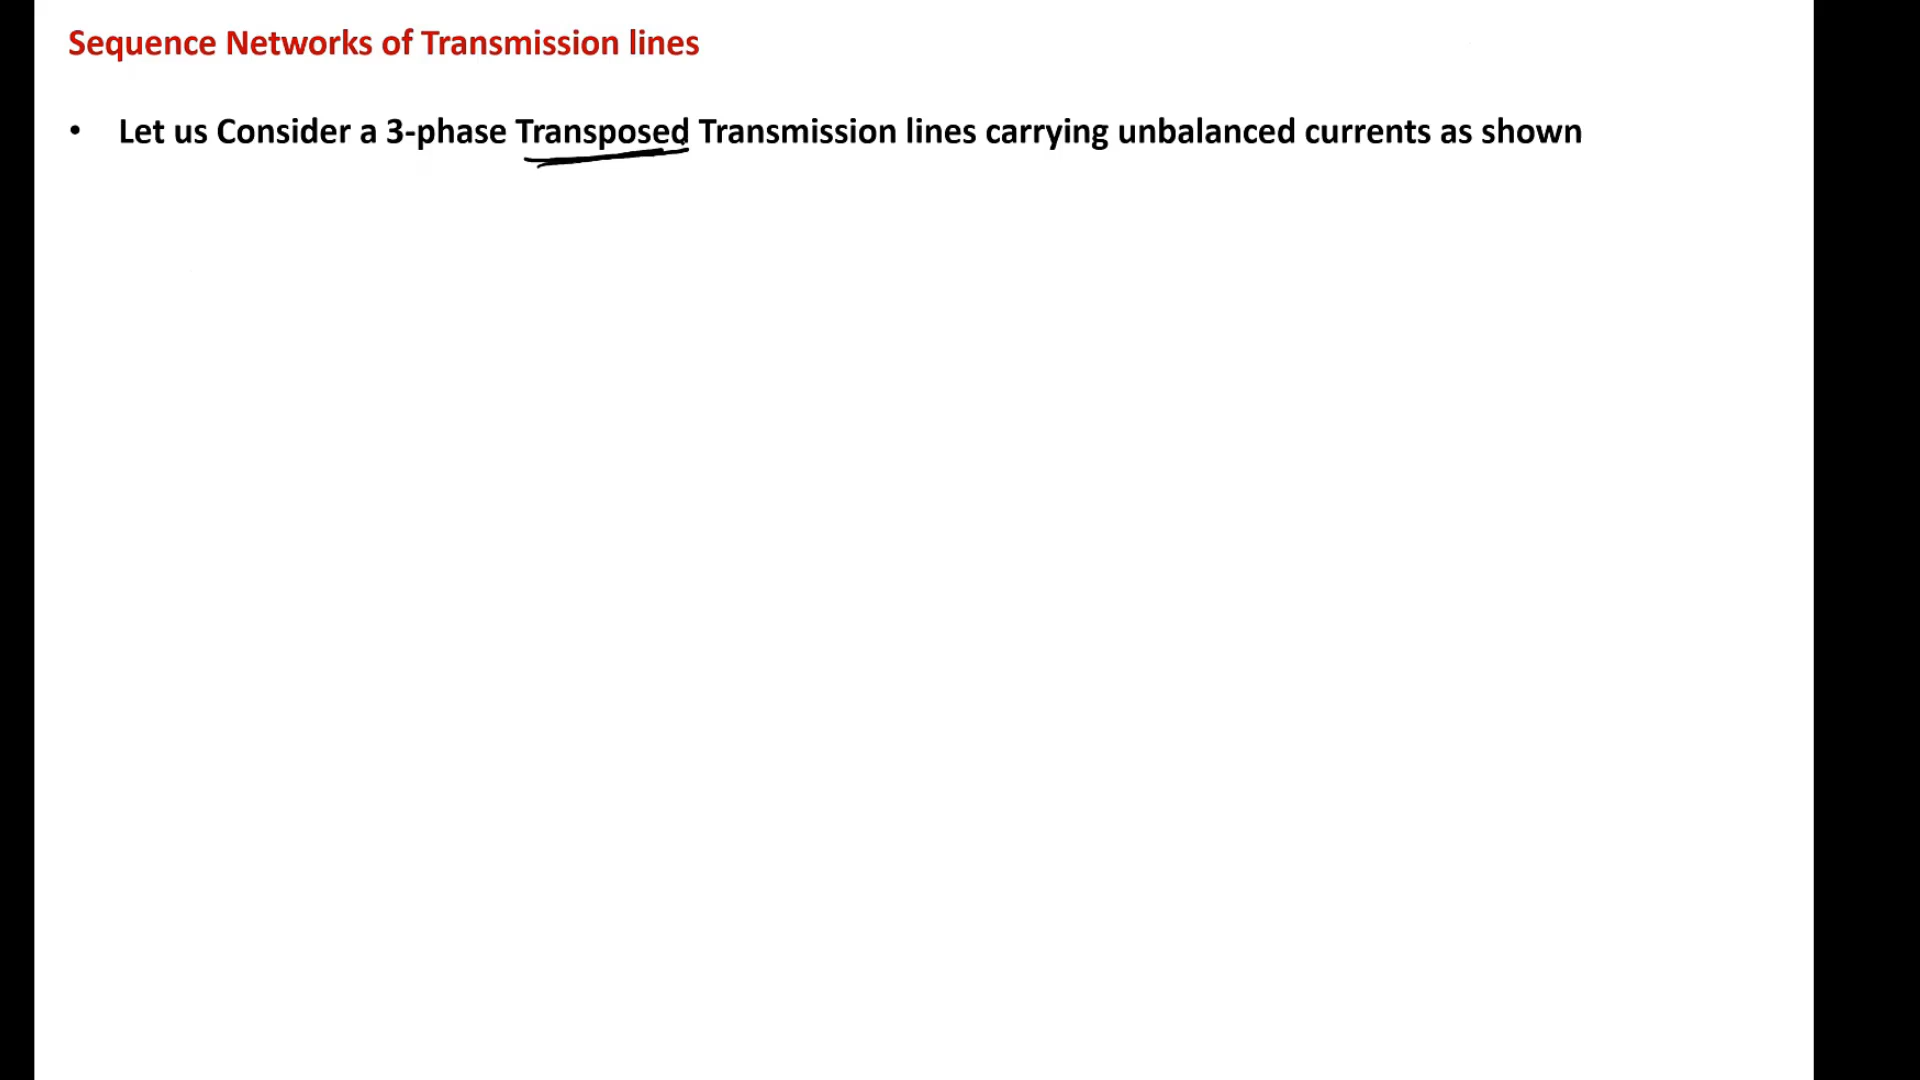 Sequence Networks of Transmission lines
• Let us Consider a 3-phase Transposed Transmission lines carrying unbalanced currents as shown